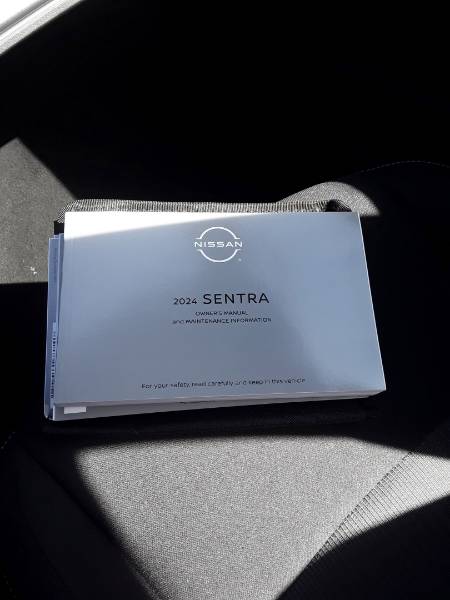 NISSAN
2024 SENTRA
OWNER'S MANUAL
and MAINTENANCE INFORMATION
For your safety, read carefully and keep in this vehicle